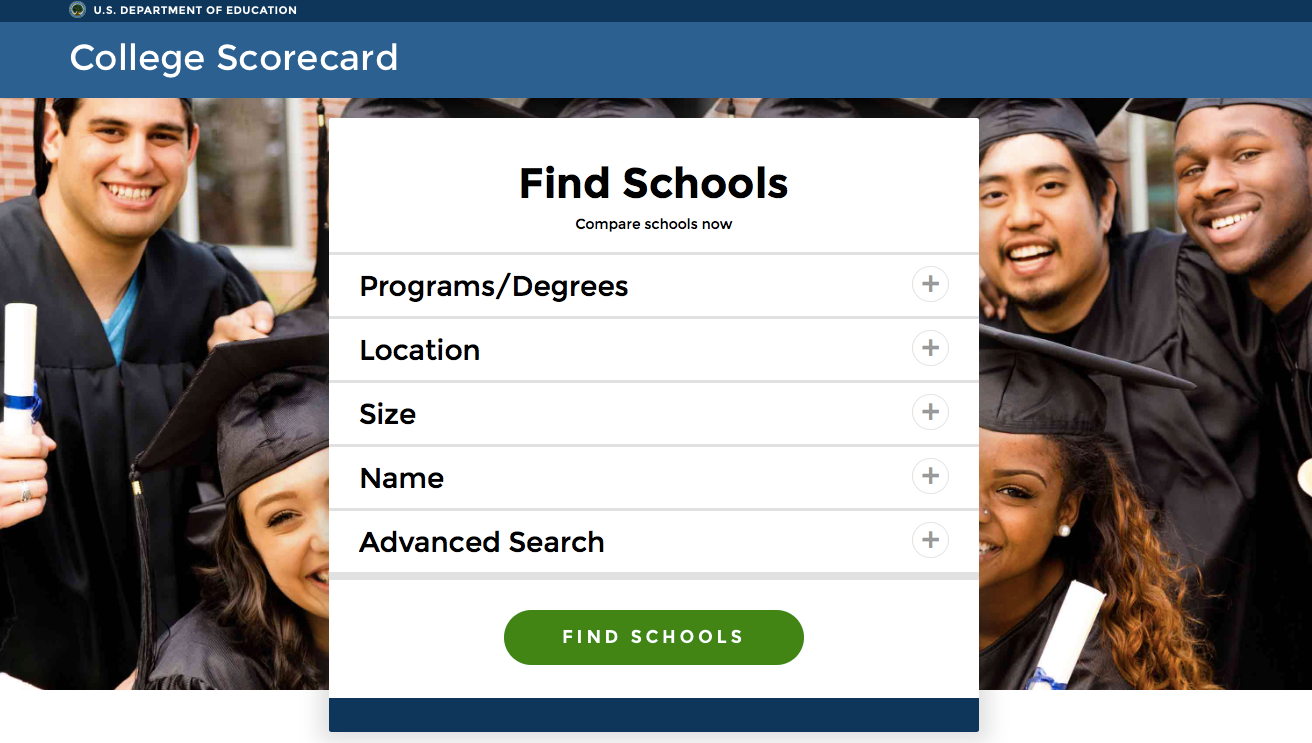 U.S. DEPARTMENT OF EDUCATION
College Scorecard
Find Schools
Compare schools now
Programs/Degrees
Location
Size
Name
Advanced Search
FIND SCHOOLS